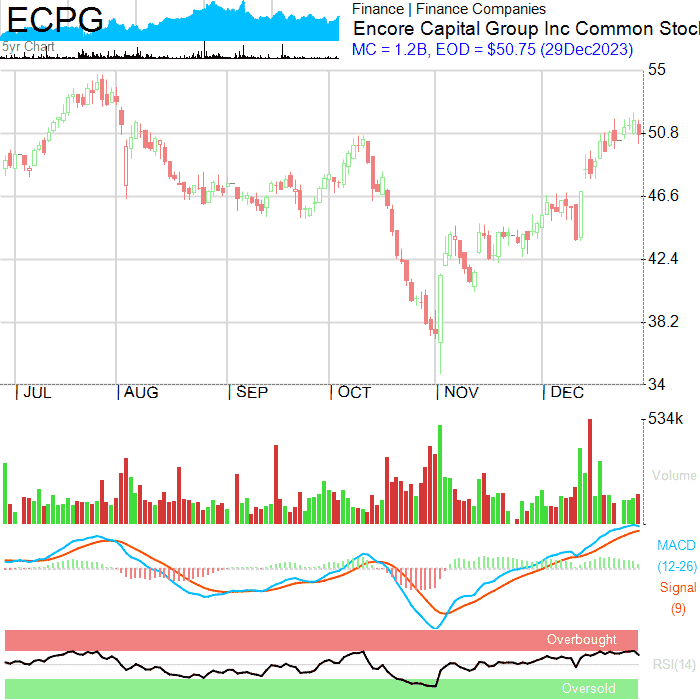 ECPG
5yr Chart
Finance | Finance Companies
Encore Capital Group Inc Common Stoc
MC = 1.2B, EOD = $50.75 (29Dec2023)
55
50.8
46.6
42.4
38.2
34
JUL AUG SEP OCT NOV DEC
534k
Volume
MACD
(12-26)
Signal
(9)
Overbought
RSI(14)
Oversold